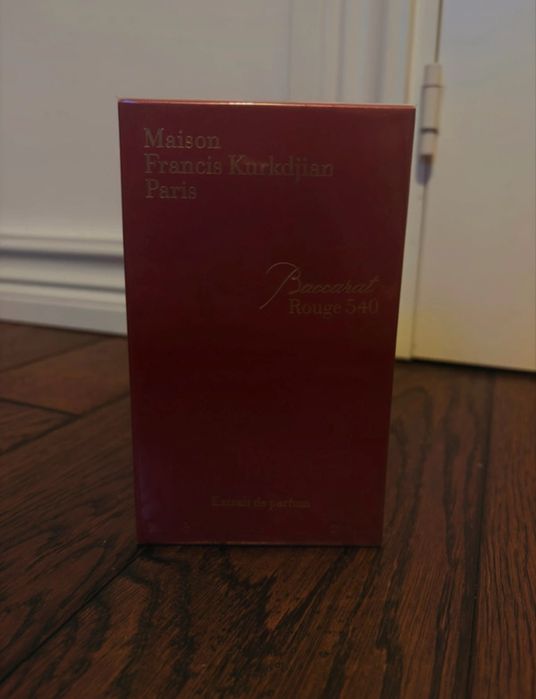 Maison
Francis Kurkdjian
Paris
Baccarat
Rouge 540
Extrait de parfum